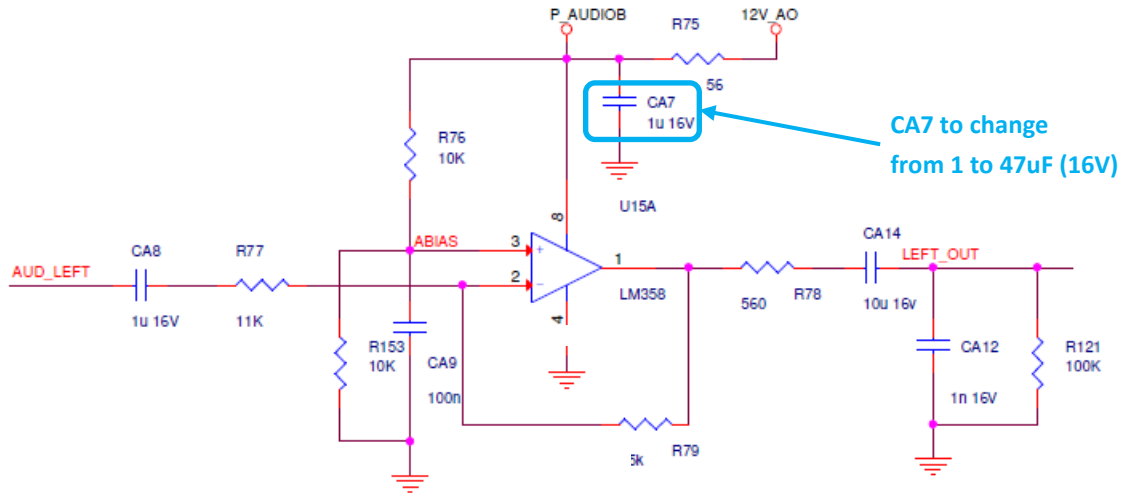 P_AUDIOB
R75
12V_AO
56
CA7
1u 16V
CA7 to change
from 1 to 47uF (16V)
R76
10K
U15A
8
ABIAS
3
+
1
2
-
LM358
4
CA8
R77
AUD_LEFT
1u 16V
11K
CA14
LEFT_OUT
560
R78
10u 16v
R153
10K
CA9
100n
CA12
1n 16V
R121
100K
R79
5k